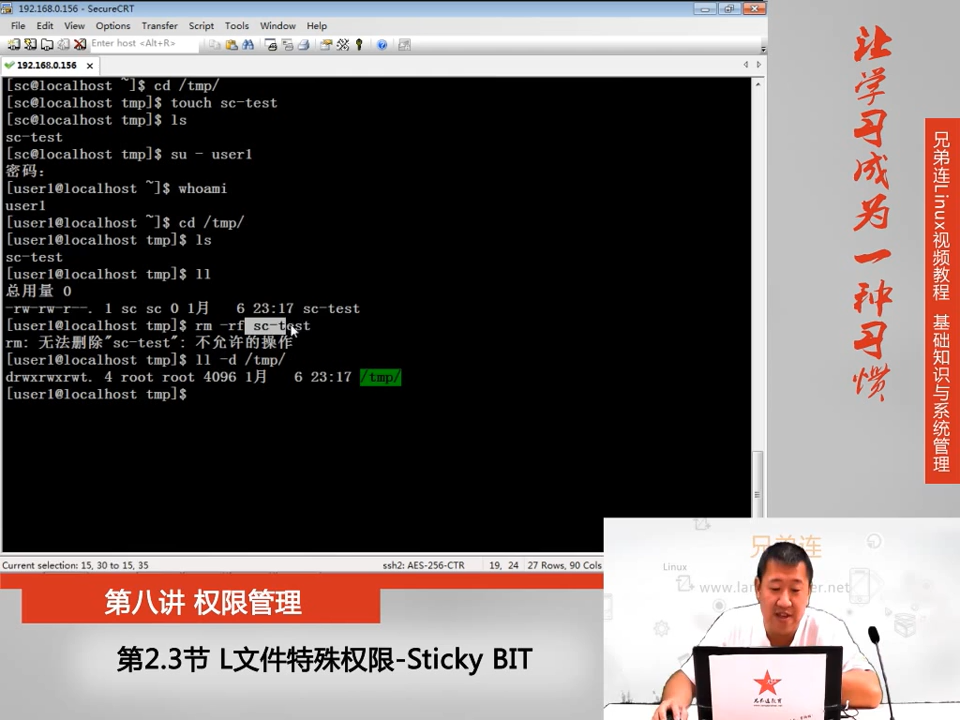 192.168.0.156 - SecureCRT
File Edit View Options Transfer Script Tools Window Help
Enter host <Alt+R>
192.168.0.156
[sc@localhost ~]$ cd /tmp/
[sc@localhost tmp]$ touch sc-test
[sc@localhost tmp]$ ls
sc-test
[sc@localhost tmp]$ su - user1
密码：
[user1@localhost ~]$ whoami
user1
[user1@localhost ~]$ cd /tmp/
[user1@localhost tmp]$ ls
sc-test
[user1@localhost tmp]$ ll
总用量 0
-rw-rw-r--. 1 sc sc 0 1月   6 23:17 sc-test
[user1@localhost tmp]$ rm -rf sc-test
rm: 无法删除"sc-test": 不允许的操作
[user1@localhost tmp]$ ll -d /tmp/
drwxrwxrwt. 4 root root 4096 1月   6 23:17 /tmp/
[user1@localhost tmp]$
Current selection: 15, 30 to 15, 35
ssh2: AES-256-CTR
19, 24
27 Rows, 90 Cols
让学习成为一种习惯
兄弟连Linux视频教程 基础知识与系统管理
第八讲 权限管理
第2.3节 L文件特殊权限-Sticky BIT
兄弟连
Linux